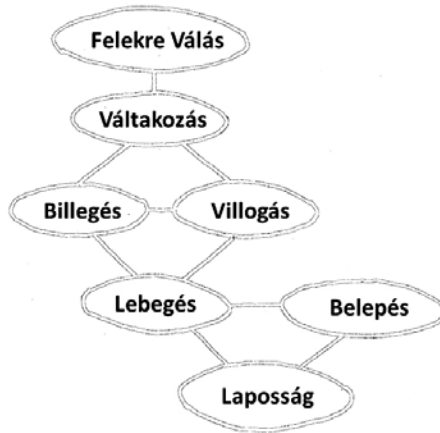 Felekre Válás
Váltakozás
Billegés
Villogás
Lebegés
Belepés
Laposság